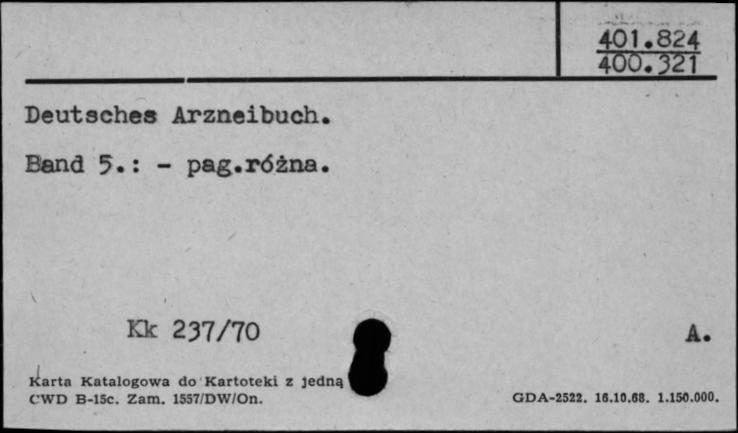 401.824
400.321
Deutsches Arzneibuch.
Band 5.: - pag.różna.
Kk 237/70
A.
Karta Katalogowa do Kartoteki z jedną
CWD B-15c. Zam. 1557/DW/On.
GDA-2522. 16.10.68. 1.150.000.